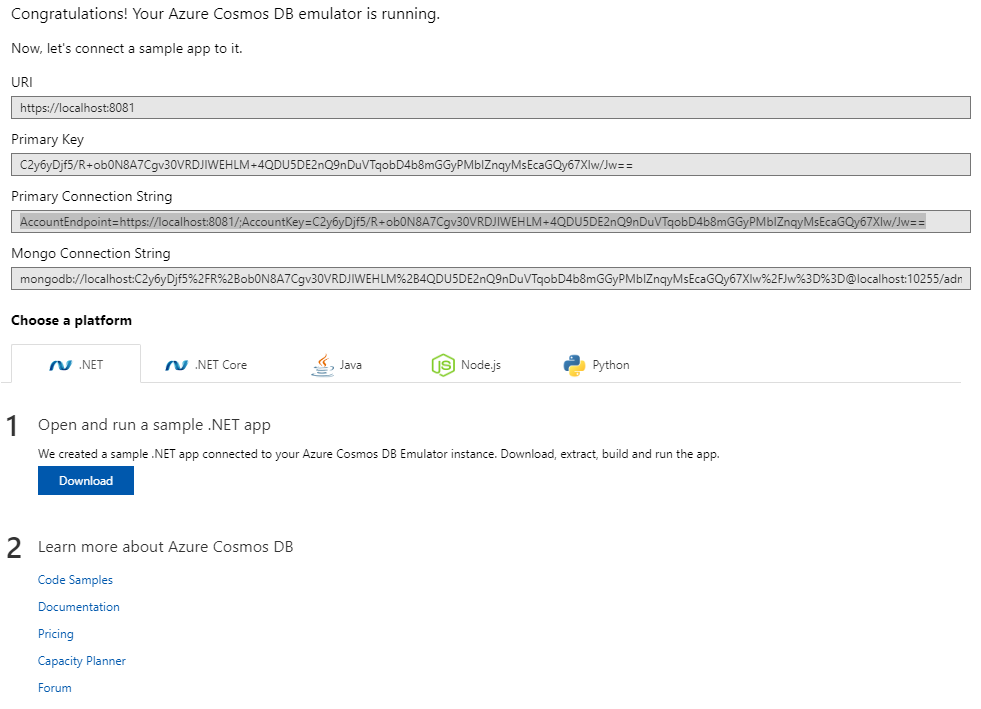 Congratulations! Your Azure Cosmos DB emulator is running.
Now, let's connect a sample app to it.
URI
https://localhost:8081
Primary Key
C2y6yDjf5/R+ob0N8A7Cgv30VRDJIWEHLM+4QDU5DE2nQ9nDuVTqobD4b8mGGyPMbIZnqyMsEcaGQy67XIw/Jw==
Primary Connection String
AccountEndpoint=https://localhost:8081/;AccountKey=C2y6yDjf5/R+ob0N8A7Cgv30VRDJIWEHLM+4QDU5DE2nQ9nDuVTqobD4b8mGGyPMbIZnqyMsEcaGQy67XIw/Jw==
Mongo Connection String
mongodb://localhost:C2y6yDjf5%2FR%2Bob0N8A7Cgv30VRDJIWEHLM%2B4QDU5DE2nQ9nDuVTqobD4b8mGGyPMbIZnqyMsEcaGQy67XIw%2FJw%3D%3D@localhost:10255/adn
Choose a platform
.NET .NET Core Java Node.js Python
1 Open and run a sample .NET app
We created a sample .NET app connected to your Azure Cosmos DB Emulator instance. Download, extract, build and run the app.
Download
2 Learn more about Azure Cosmos DB
Code Samples
Documentation
Pricing
Capacity Planner
Forum